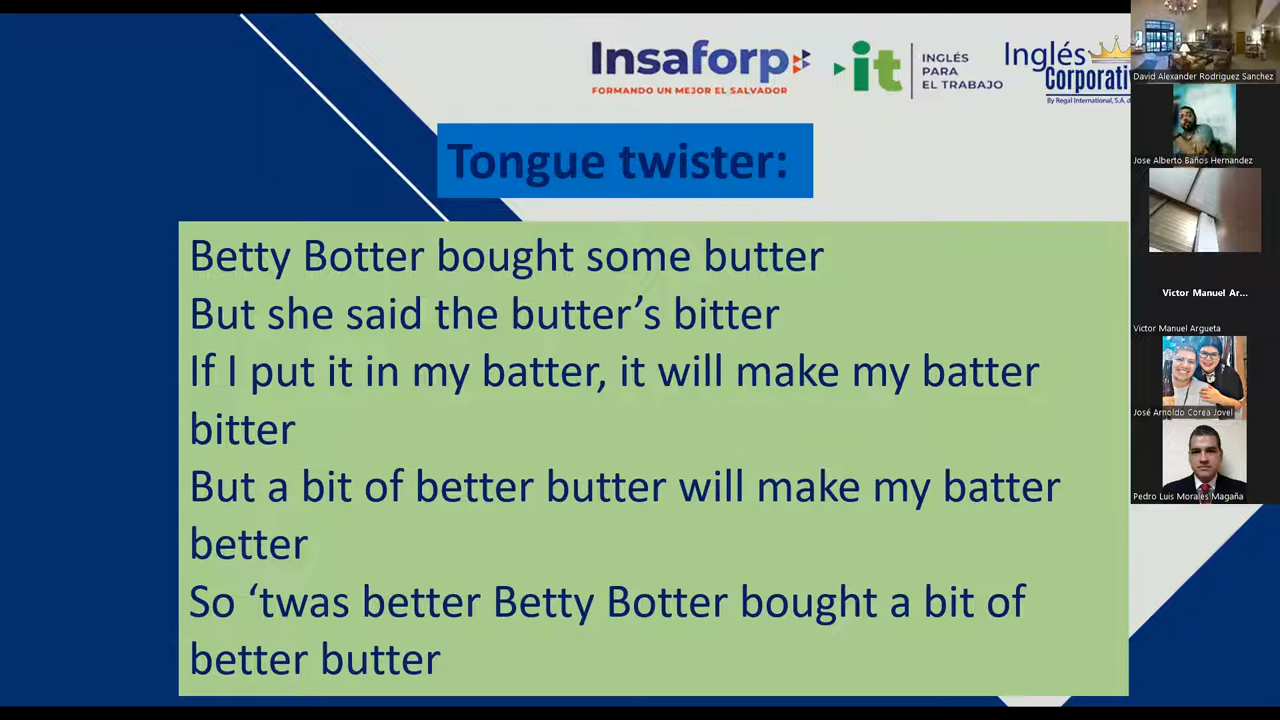 Insaforp
FORMANDO UN MEJOR EL SALVADOR
it
INGLÉS
PARA
EL TRABAJO
Inglés
Corporati
By Regal International, S.A. d
Tongue twister:
Betty Botter bought some butter
But she said the butter’s bitter
If I put it in my batter, it will make my batter
bitter
But a bit of better butter will make my batter
better
So ‘twas better Betty Botter bought a bit of
better butter
David Alexander Rodriguez Sanchez
Jose Alberto Baños Hernandez
Victor Manuel Ar...
Victor Manuel Argueta
José Arnoldo Corea Jovel
Pedro Luis Morales Magaña